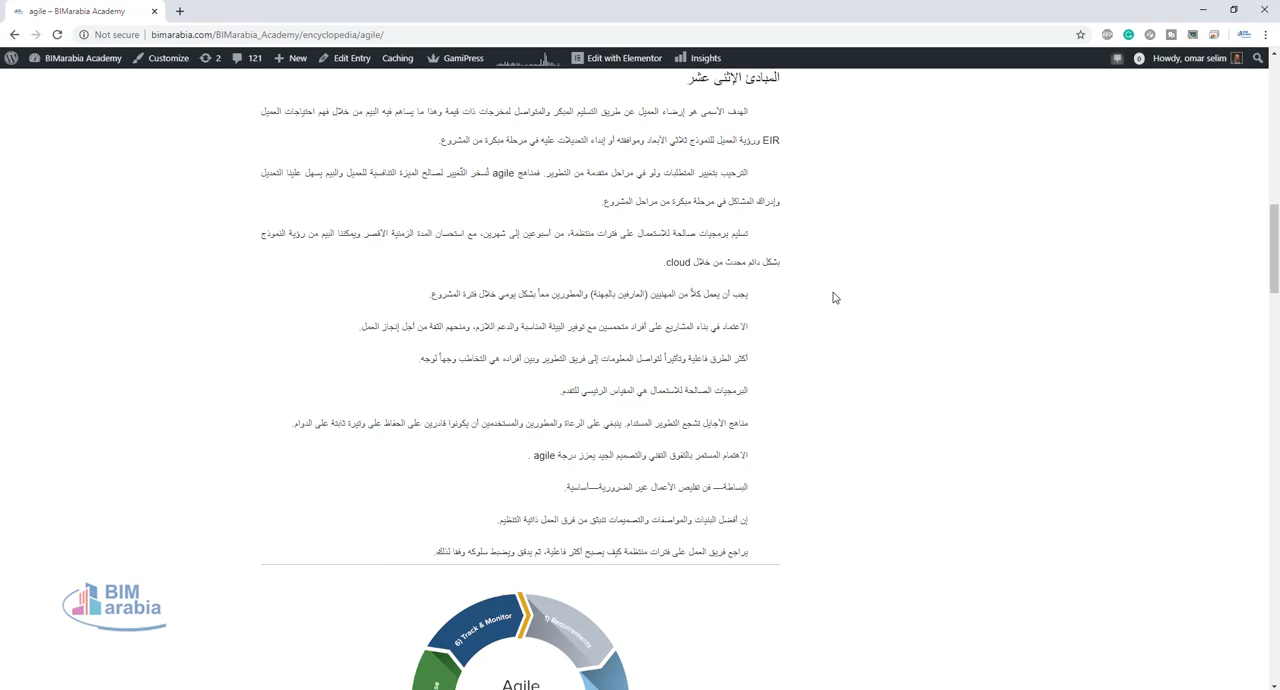 agile – BIMarabia Academy
Not secure
bimarabia.com/BIMarabia_Academy/encyclopedia/agile/
BIMarabia Academy Customize 2 121 New Edit Entry Caching GamiPress Edit with Elementor Insights 0 Howdy, omar selim
المبادئ الإثنى عشر
الهدف الأسمى هو إرضاء العميل عن طريق التسليم المبكر والمتواصل لمخرجات ذات قيمة وهذا ما يساهم فيه البيم من خلال فهم احتياجات العميل
EIR ورؤية العميل للنموذج ثلاثي الأبعاد وموافقته أو إبداء التعديلات عليه في مرحلة مبكرة من المشروع.
الترحيب بتغيير المتطلبات ولو في مراحل متقدمة من التطوير. فمناهج agile تُسخر التّغيير لصالح الميزة التنافسية للعميل والبيم يسهل علينا التعديل
وإدراك المشاكل في مرحلة مبكرة من مراحل المشروع.
تسليم برمجيات صالحة للاستعمال على فترات منتظمة، من أسبوعين إلى شهرين، مع استحسان المدة الزمنية الأقصر ويمكننا البيم من رؤية النموذج
بشكل دائم محدث من خلال cloud.
يجب أن يعمل كلاً من المهنيين (العارفين بالمهنة) والمطورين معاً بشكل يومي خلال فترة المشروع.
الاعتماد في بناء المشاريع على أفراد متحمسين مع توفير البيئة المناسبة والدعم اللازم، ومنحهم الثقة من أجل إنجاز العمل.
أكثر الطرق فاعلية وتأثيراً لتواصل المعلومات إلى فريق التطوير وبين أفراده هي التخاطب وجهاً لوجه.
البرمجيات الصالحة للاستعمال هي المقياس الرئيسي للتقدم.
مناهج الأجايل تشجع التطوير المستدام. ينبغي على الرعاة والمطورين والمستخدمين أن يكونوا قادرين على الحفاظ على وتيرة ثابتة على الدوام.
الاهتمام المستمر بالتفوق التقني والتصميم الجيد يعزز درجة agile .
البساطة— فن تقليص الأعمال غير الضرورية—أساسية.
إن أفضل البنيات والمواصفات والتصميمات تنبثق من فرق العمل ذاتية التنظيم.
يراجع فريق العمل على فترات منتظمة كيف يصبح أكثر فاعلية، ثم يدقق ويضبط سلوكه وفقا لذلك.
BIM
arabia
6) Track & Monitor
1) Requirements
Agile